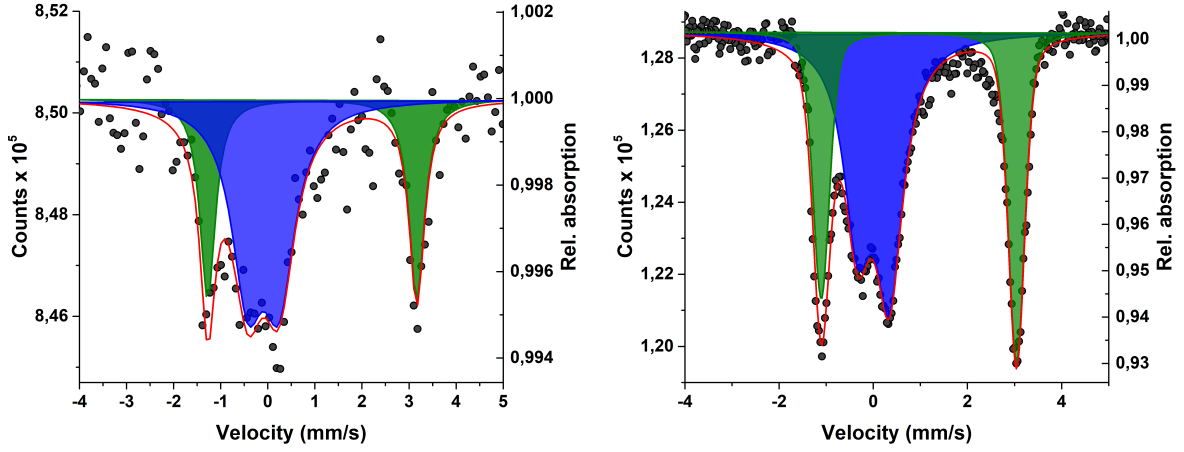 8,52
8,50
8,48
8,46
Counts x 10⁵
-4 -3 -2 -1 0 1 2 3 4 5
Velocity (mm/s)
1,002
1,000
0,998
0,996
0,994
Rel. absorption
1,28
1,26
1,24
1,22
1,20
Counts x 10⁵
-4 -2 0 2 4
Velocity (mm/s)
1,00
0,99
0,98
0,97
0,96
0,95
0,94
0,93
Rel. absorption